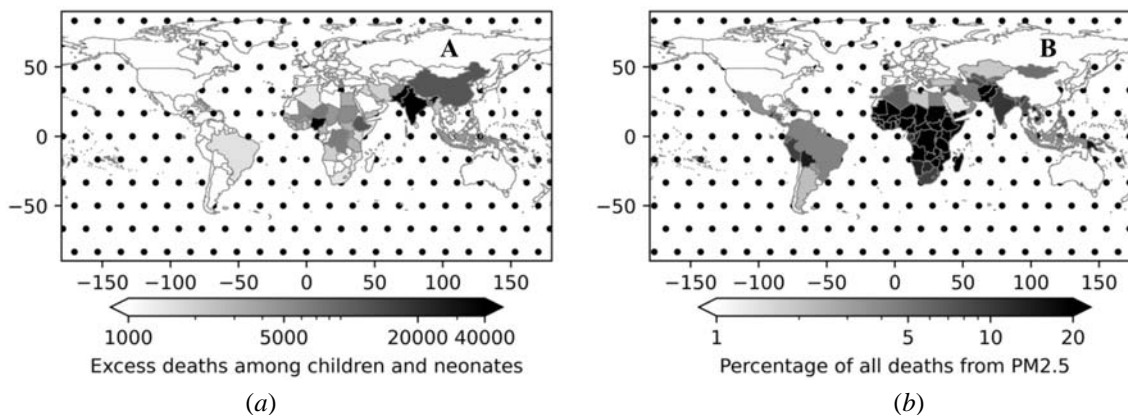 A B
50 50
0 0
−50 −50
−150 −100 −50 0 50 100 150 −150 −100 −50 0 50 100 150
1000 5000 20000 40000 1 5 10 20
Excess deaths among children and neonates Percentage of all deaths from PM2.5
(a) (b)